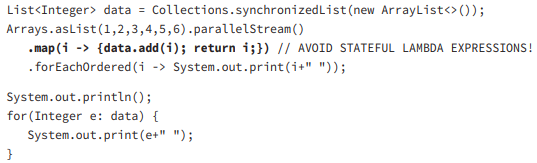 List<Integer> data = Collections.synchronizedList(new ArrayList<>());
Arrays.asList(1,2,3,4,5,6).parallelStream()
   .map(i -> {data.add(i); return i;}) // AVOID STATEFUL LAMBDA EXPRESSIONS!
   .forEachOrdered(i -> System.out.print(i+" "));

System.out.println();
for(Integer e: data) {
   System.out.print(e+" ");
}